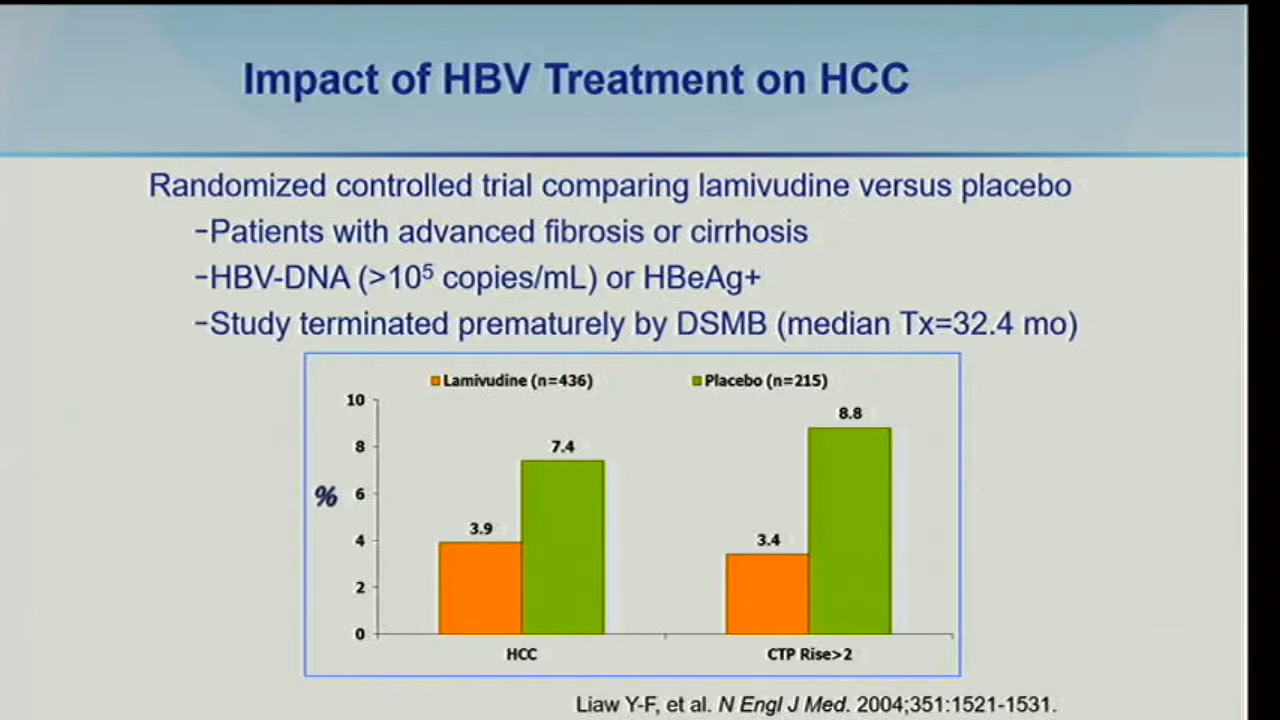 Impact of HBV Treatment on HCC
Randomized controlled trial comparing lamivudine versus placebo
−Patients with advanced fibrosis or cirrhosis
−HBV-DNA (>10⁵ copies/mL) or HBeAg+
−Study terminated prematurely by DSMB (median Tx=32.4 mo)
Lamivudine (n=436) Placebo (n=215)
10
8
6
4
2
0
%
3.9
7.4
3.4
8.8
HCC
CTP Rise>2
Liaw Y-F, et al. N Engl J Med. 2004;351:1521-1531.